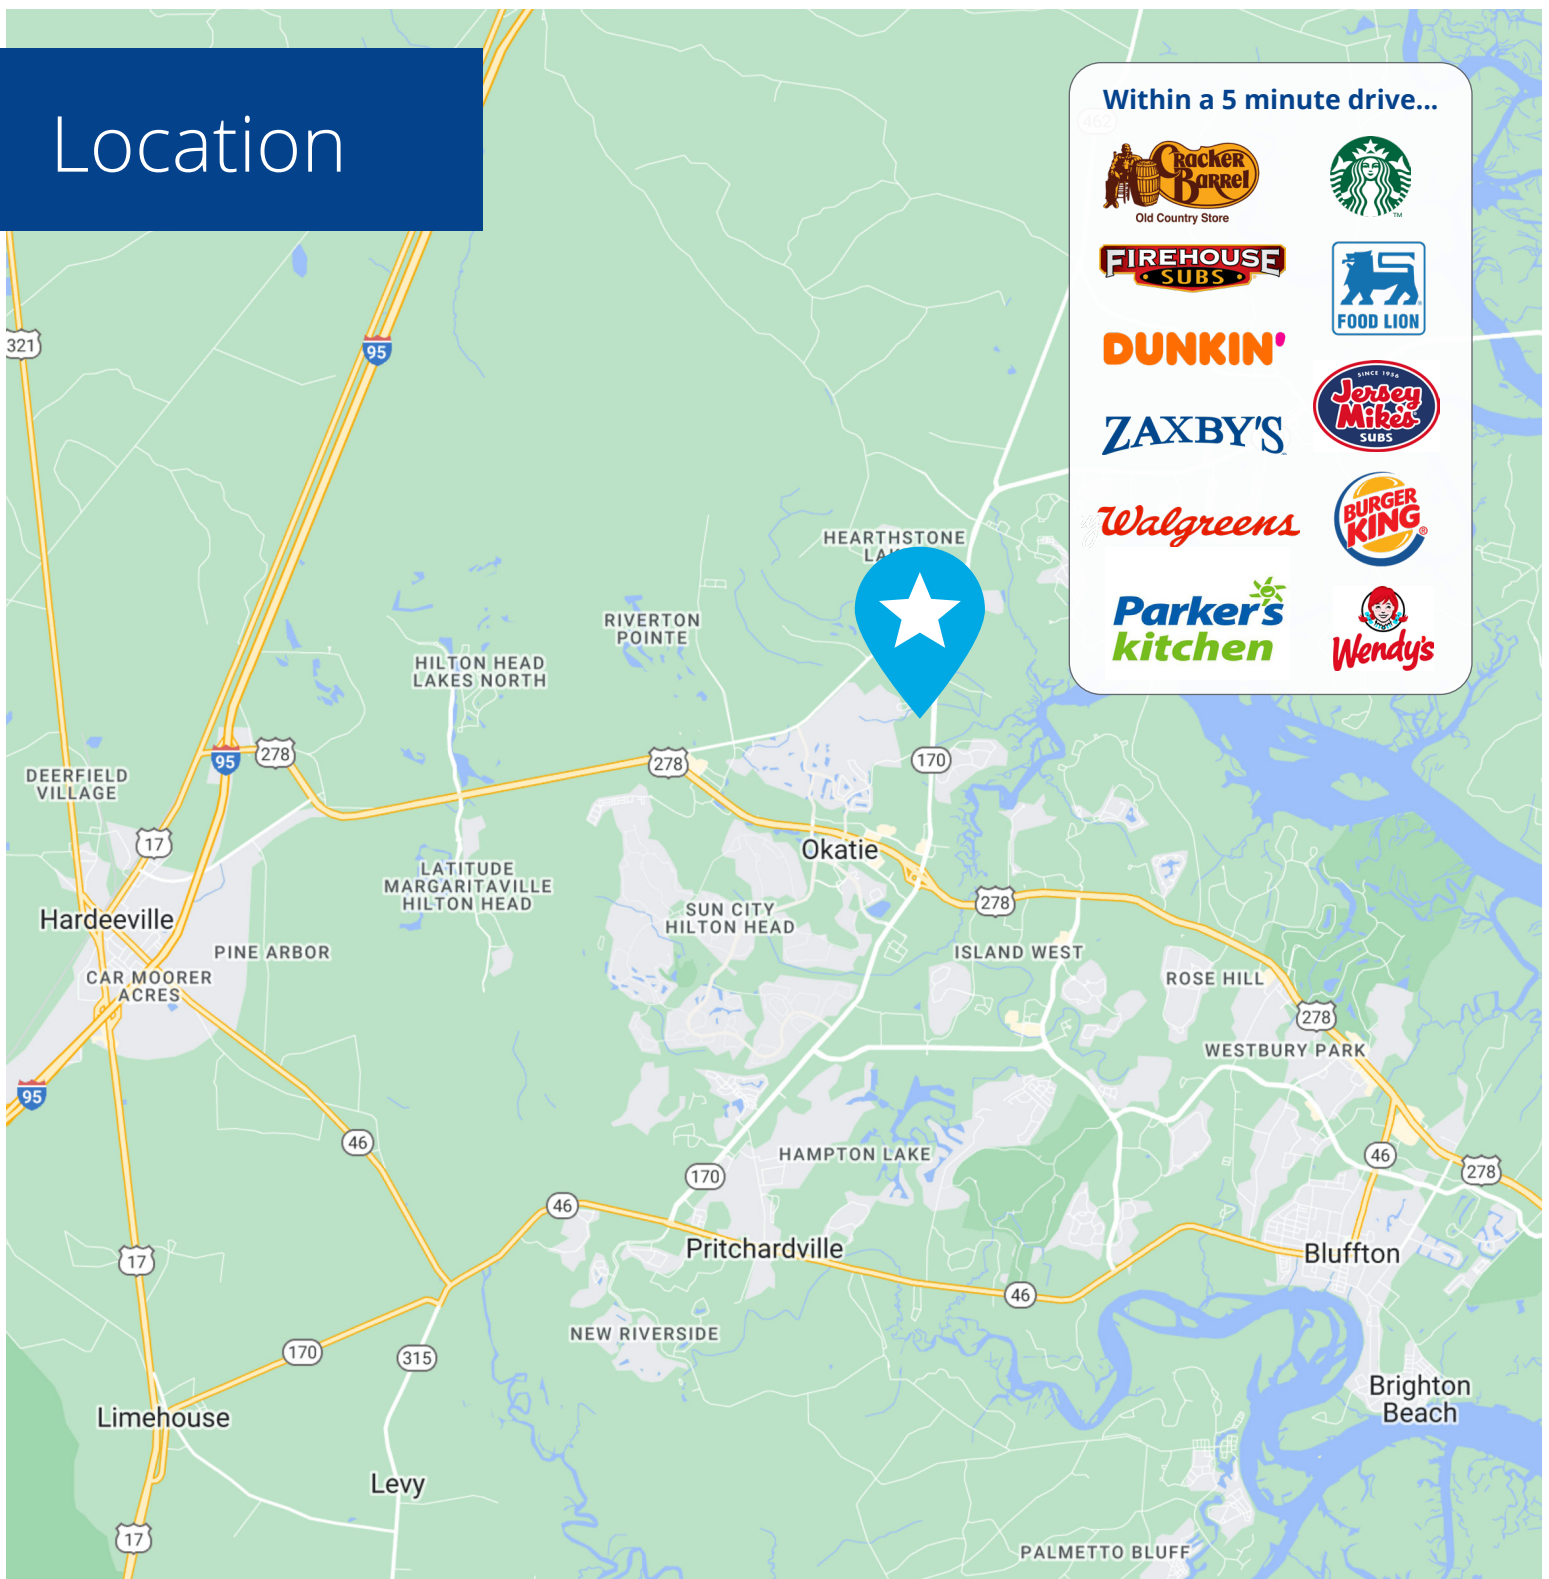 Location
Within a 5 minute drive...
462
CRACKER
BARREL
Old Country Store
TM
FIREHOUSE
SUBS
FOOD LION
DUNKIN'
SINCE 1956
Jersey
Mike's
SUBS
ZAXBY'S
Walgreens
BURGER
KING
Parker's
kitchen
Wendy's
321
95
HEARTHSTONE
RIVERTON
POINTE
HILTON HEAD
LAKES NORTH
95
278
278
170
DEERFIELD
VILLAGE
17
Okatie
LATITUDE
MARGARITAVILLE
HILTON HEAD
278
Hardeeville
SUN CITY
HILTON HEAD
PINE ARBOR
ISLAND WEST
CAR MOORER
ACRES
ROSE HILL
278
WESTBURY PARK
95
46
HAMPTON LAKE
46
170
278
46
Pritchardville
Bluffton
17
46
NEW RIVERSIDE
170
315
Brighton
Beach
Limehouse
Levy
17
PALMETTO BLUFF